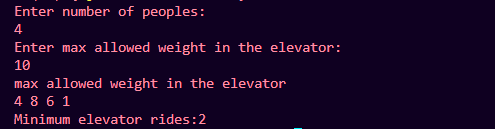 Enter number of peoples:
4
Enter max allowed weight in the elevator:
10
max allowed weight in the elevator
4 8 6 1
Minimum elevator rides:2